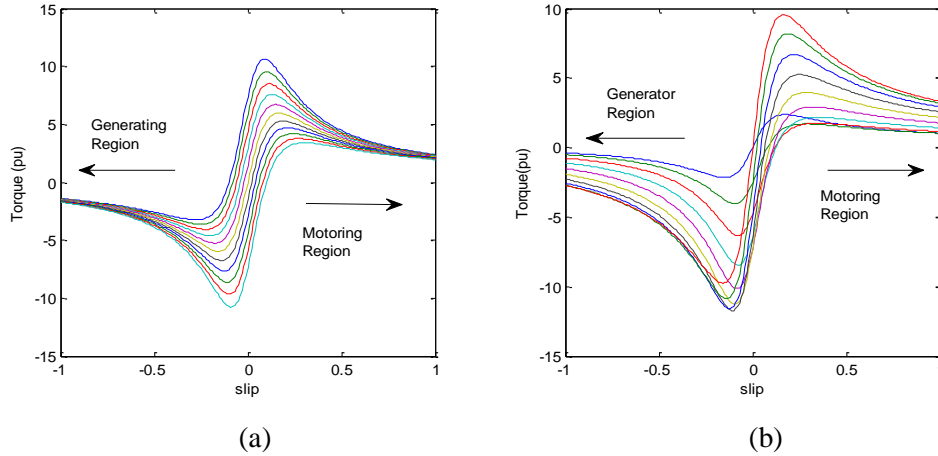 15
10
5
0
-5
-10
-15
-1
-0.5
0
0.5
1
slip
Torque (pu)
Generating
Region
Motoring
Region
(a)
10
5
0
-5
-10
-15
-1
-0.5
0
0.5
slip
Torque(pu)
Generator
Region
Motoring
Region
(b)